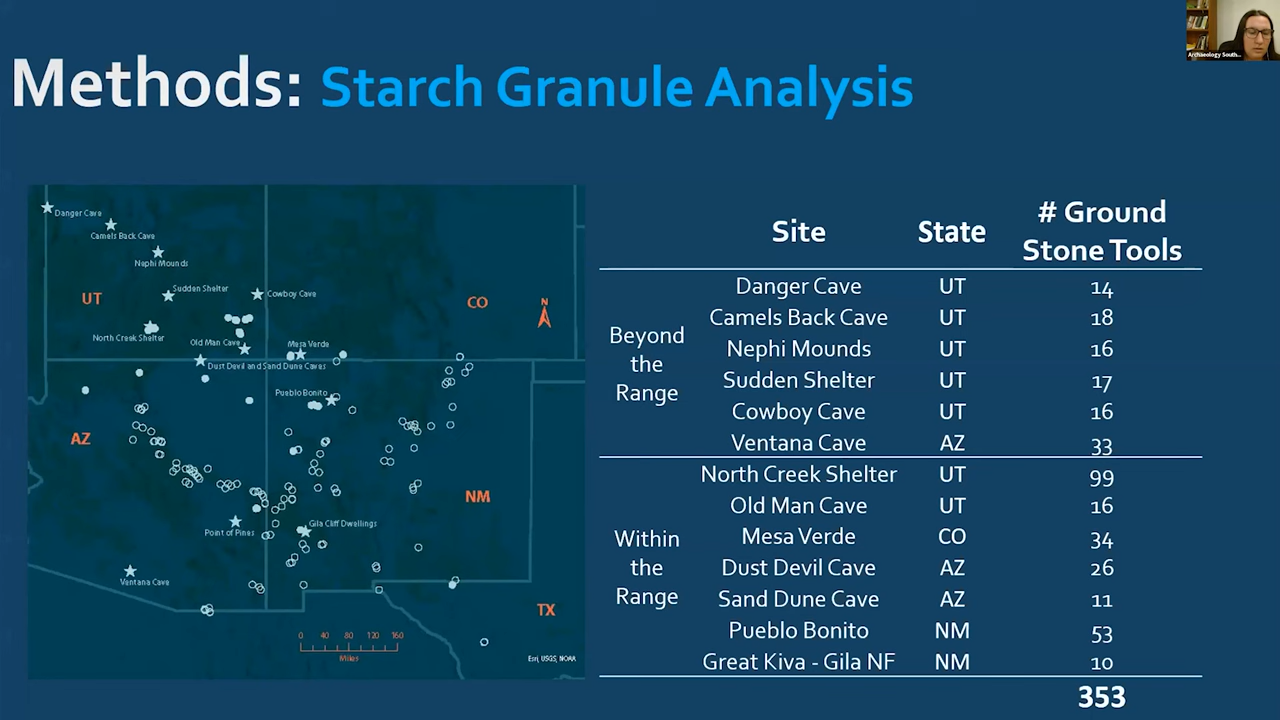 Archaeology South...
Methods: Starch Granule Analysis
Danger Cave
Camels Back Cave
Nephi Mounds
Sudden Shelter
Cowboy Cave
UT
CO
N
North Creek Shelter
Old Man Cave
Mesa Verde
Dust Devil and Sand Dune Caves
Pueblo Bonito
AZ
NM
Gila Cliff Dwellings
Point of Pines
Ventana Cave
TX
0 40 80 120 160
Miles
Esri, USGS, NOAA
Site State # Ground
Stone Tools
Beyond
the
Range
Danger Cave UT 14
Camels Back Cave UT 18
Nephi Mounds UT 16
Sudden Shelter UT 17
Cowboy Cave UT 16
Ventana Cave AZ 33
Within
the
Range
North Creek Shelter UT 99
Old Man Cave UT 16
Mesa Verde CO 34
Dust Devil Cave AZ 26
Sand Dune Cave AZ 11
Pueblo Bonito NM 53
Great Kiva - Gila NF NM 10
353